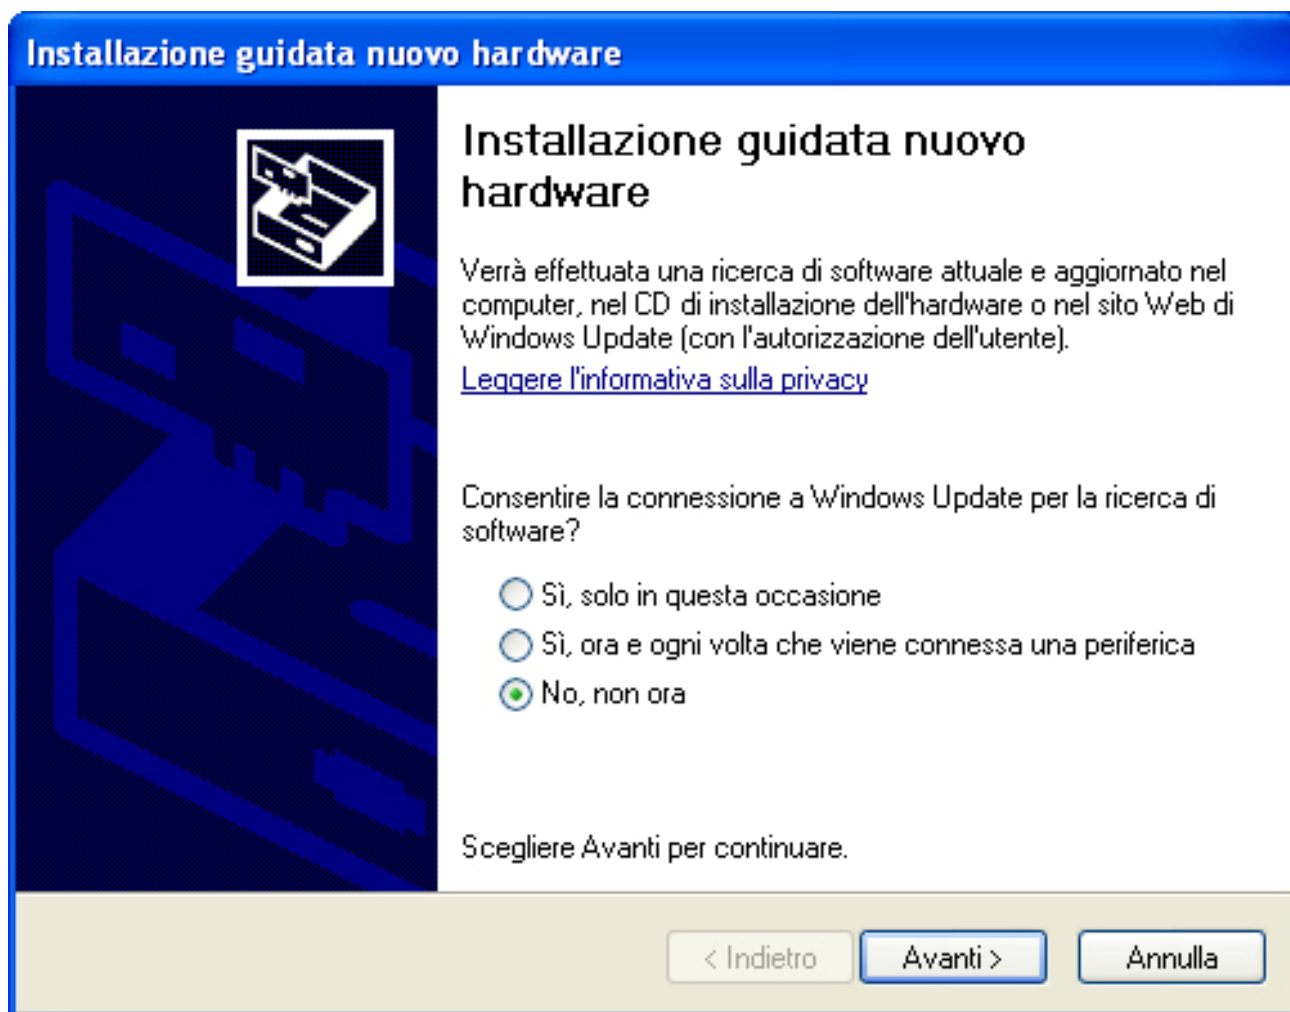 Installazione guidata nuovo hardware
Installazione guidata nuovo
hardware
Verrà effettuata una ricerca di software attuale e aggiornato nel
computer, nel CD di installazione dell'hardware o nel sito Web di
Windows Update (con l'autorizzazione dell'utente).
Leggere l'informativa sulla privacy
Consentire la connessione a Windows Update per la ricerca di
software?
Sì, solo in questa occasione
Sì, ora e ogni volta che viene connessa una periferica
No, non ora
Scegliere Avanti per continuare.
< Indietro
Avanti >
Annulla